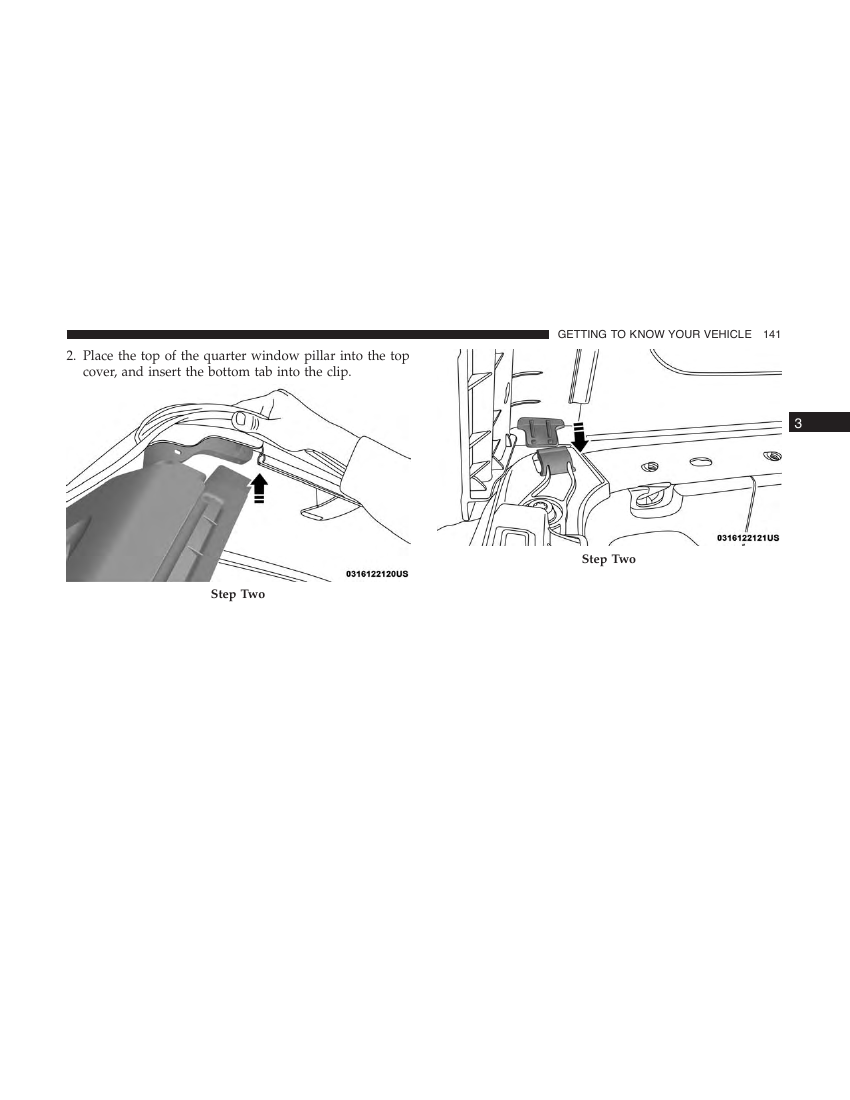 GETTING TO KNOW YOUR VEHICLE 141
2. Place the top of the quarter window pillar into the top
cover, and insert the bottom tab into the clip.
0316122120US
Step Two
0316122121US
Step Two
3